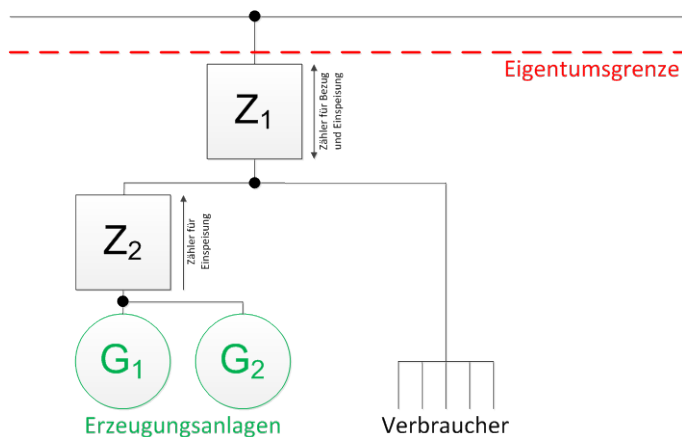 Eigentumsgrenze
Z1
Zähler für Bezug
und Einspeisung
Z2
Zähler für
Einspeisung
G1
G2
Erzeugungsanlagen
Verbraucher